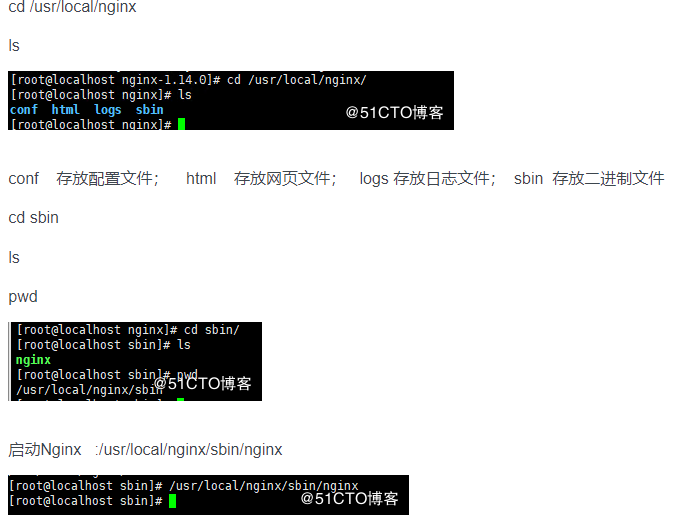 cd /usr/local/nginx
ls
[root@localhost nginx-1.14.0]# cd /usr/local/nginx/
[root@localhost nginx]# ls
conf html logs sbin
[root@localhost nginx]#
@51CTO博客
conf 存放配置文件； html 存放网页文件； logs 存放日志文件； sbin 存放二进制文件
cd sbin
ls
pwd
[root@localhost nginx]# cd sbin/
[root@localhost sbin]# ls
nginx
[root@localhost sbin]# pwd
/usr/local/nginx/sbin
@51CTO博客
启动Nginx :/usr/local/nginx/sbin/nginx
[root@localhost sbin]# /usr/local/nginx/sbin/nginx
[root@localhost sbin]#
@51CTO博客